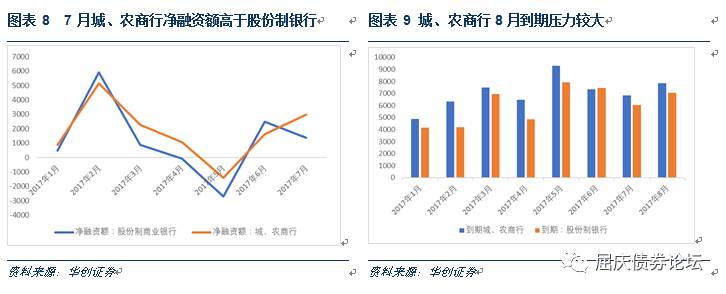 图表 8 7 月城、农商行净融资额高于股份制银行
7000
6000
5000
4000
3000
2000
1000
0
-1000
-2000
-3000
-4000
2017年1月
2017年2月
2017年3月
2017年4月
2017年5月
2017年6月
2017年7月
净融资额：股份制商业银行
净融资额：城、农商行
资料来源：华创证券
图表 9 城、农商行 8 月到期压力较大
10000
9000
8000
7000
6000
5000
4000
3000
2000
1000
0
2017年1月
2017年2月
2017年3月
2017年4月
2017年5月
2017年6月
2017年7月
2017年8月
到期城、农商行
到期：股份制银行
资料来源：华创证券
屈庆债券论坛